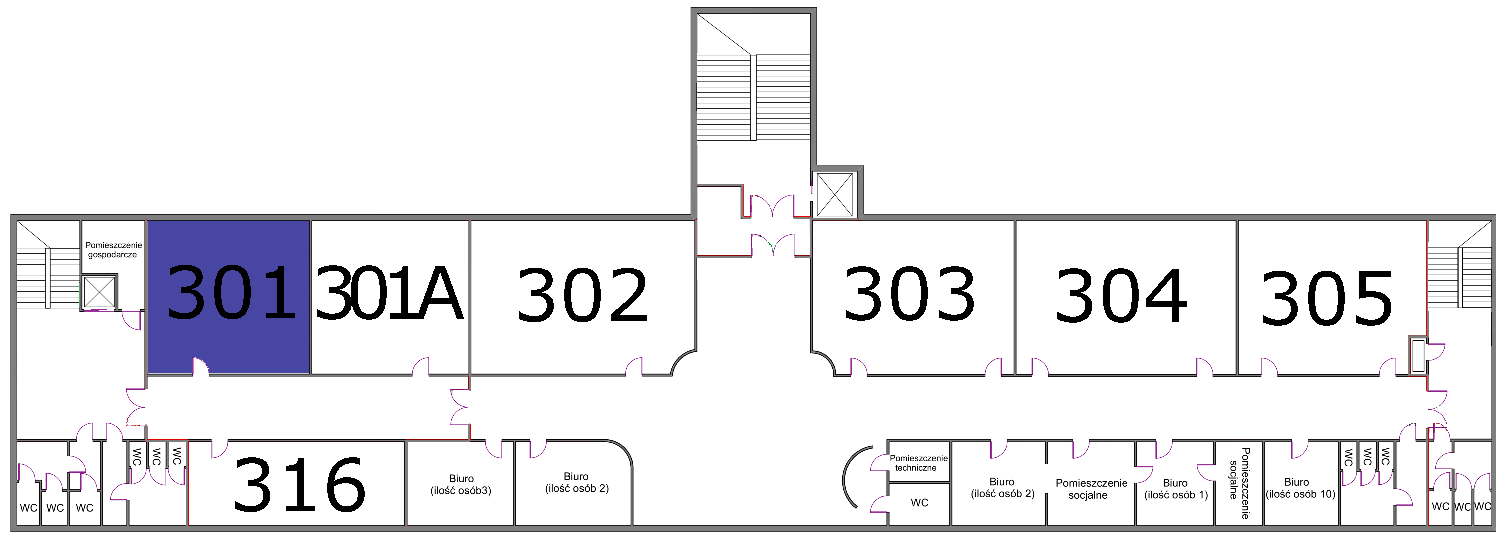 Pomieszczenie
gospodarcze
301
301A
302
303
304
305
WC
WC
WC
316
Biuro
(ilość osób3)
Biuro
(ilość osób 2)
Pomieszczenie
techniczne
WC
Biuro
(ilość osób 2)
Pomieszczenie
socjalne
Biuro
(ilość osób 1)
Pomieszczenie
socjalne
Biuro
(ilość osób 10)
WC
WC
WC
WC
WC
WC
WC
WC
WC